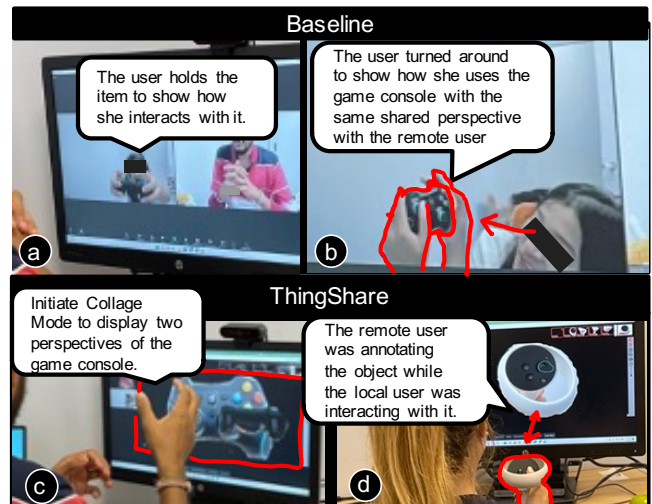 Baseline
The user holds the
item to show how
she interacts with it.
The user turned around
to show how she uses the
game console with the
same shared perspective
with the remote user
a
b
ThingShare
Initiate Collage
Mode to display two
perspectives of the
game console.
The remote user
was annotating
the object while
the local user was
interacting with it.
c
d